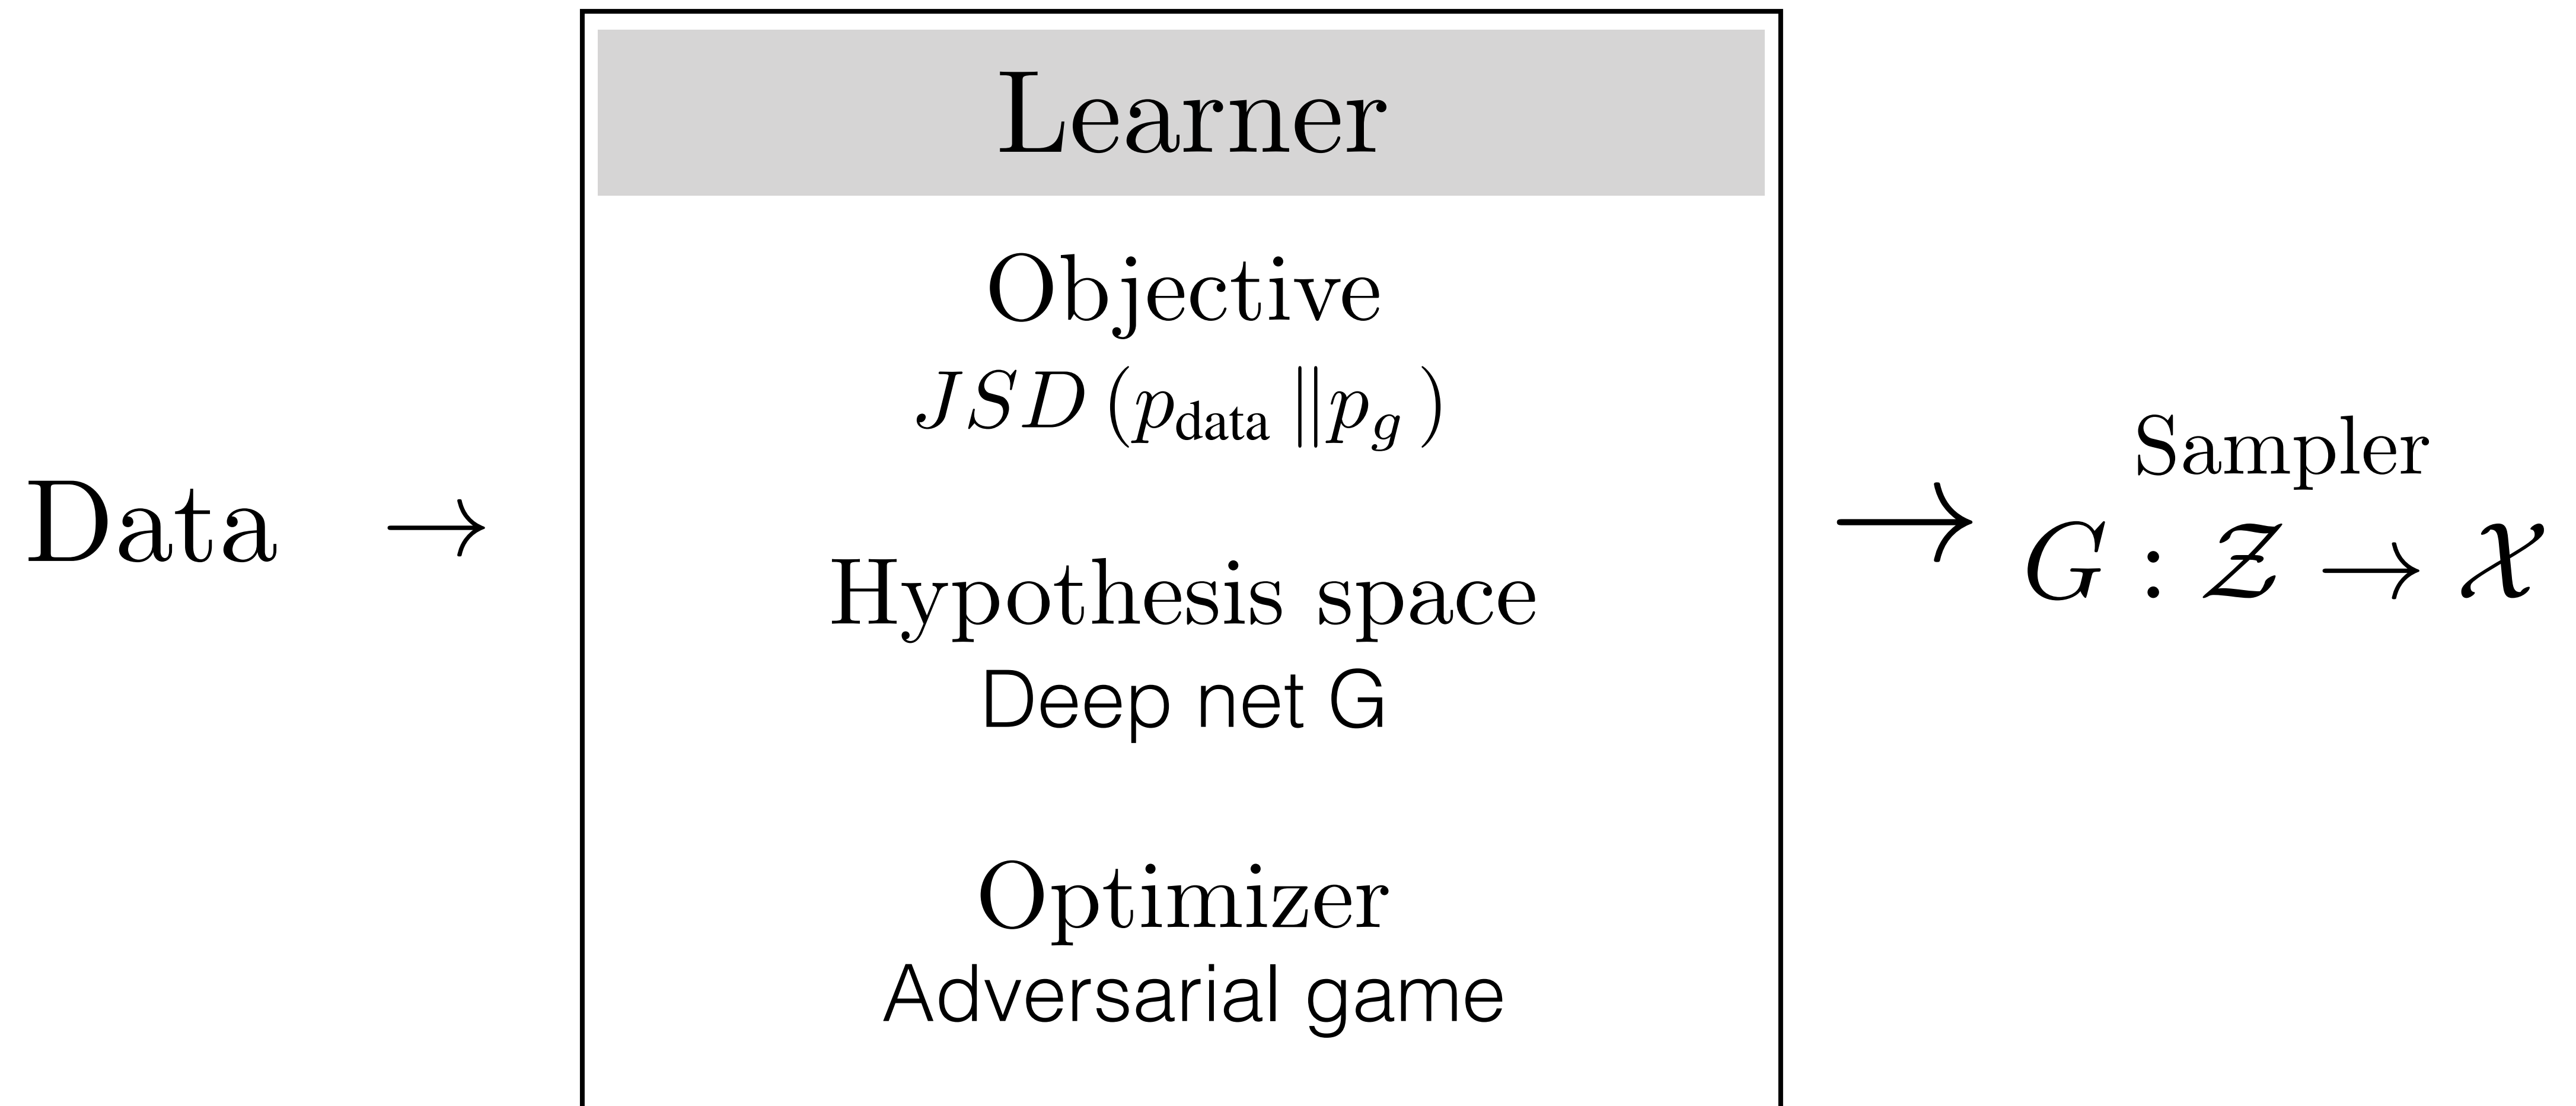 Learner
Objective
JSD (p_data ‖ p_g)
Data →
→
Sampler
G : 𝒵 → 𝒳
Hypothesis space
Deep net G
Optimizer
Adversarial game